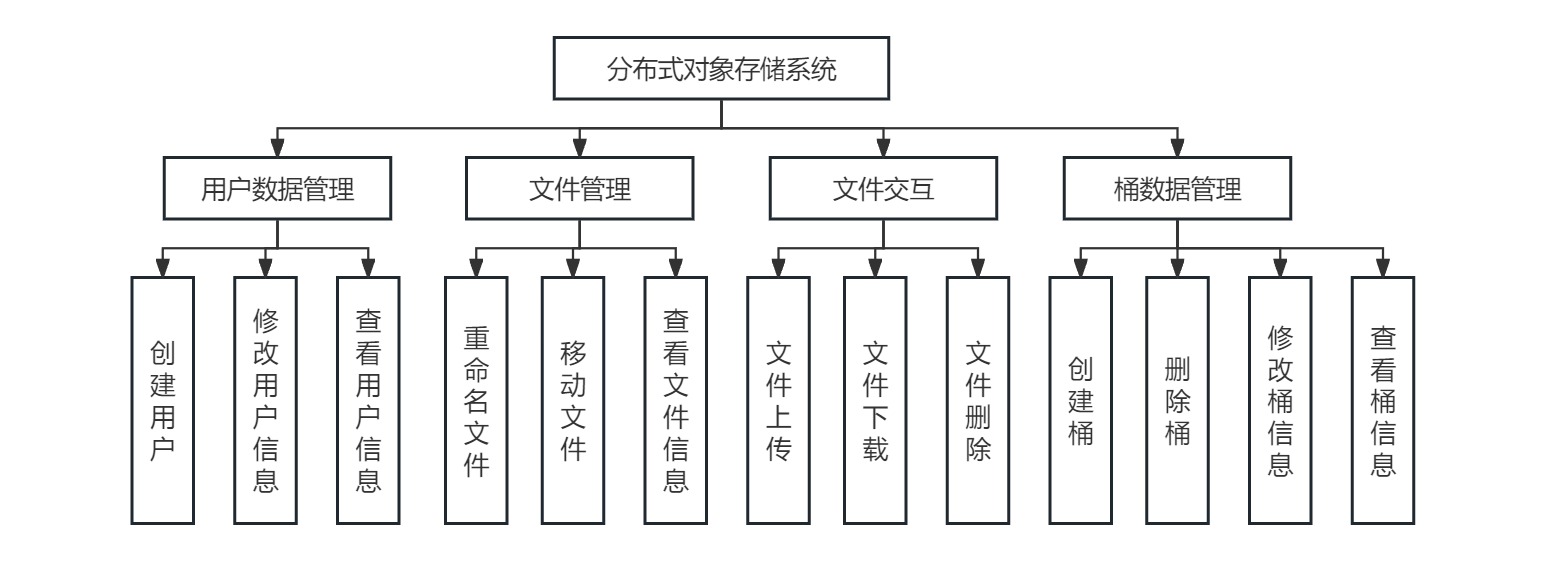 分布式对象存储系统
用户数据管理
文件管理
文件交互
桶数据管理
创建用户
修改用户信息
查看用户信息
重命名文件
移动文件
查看文件信息
文件上传
文件下载
文件删除
创建桶
删除桶
修改桶信息
查看桶信息